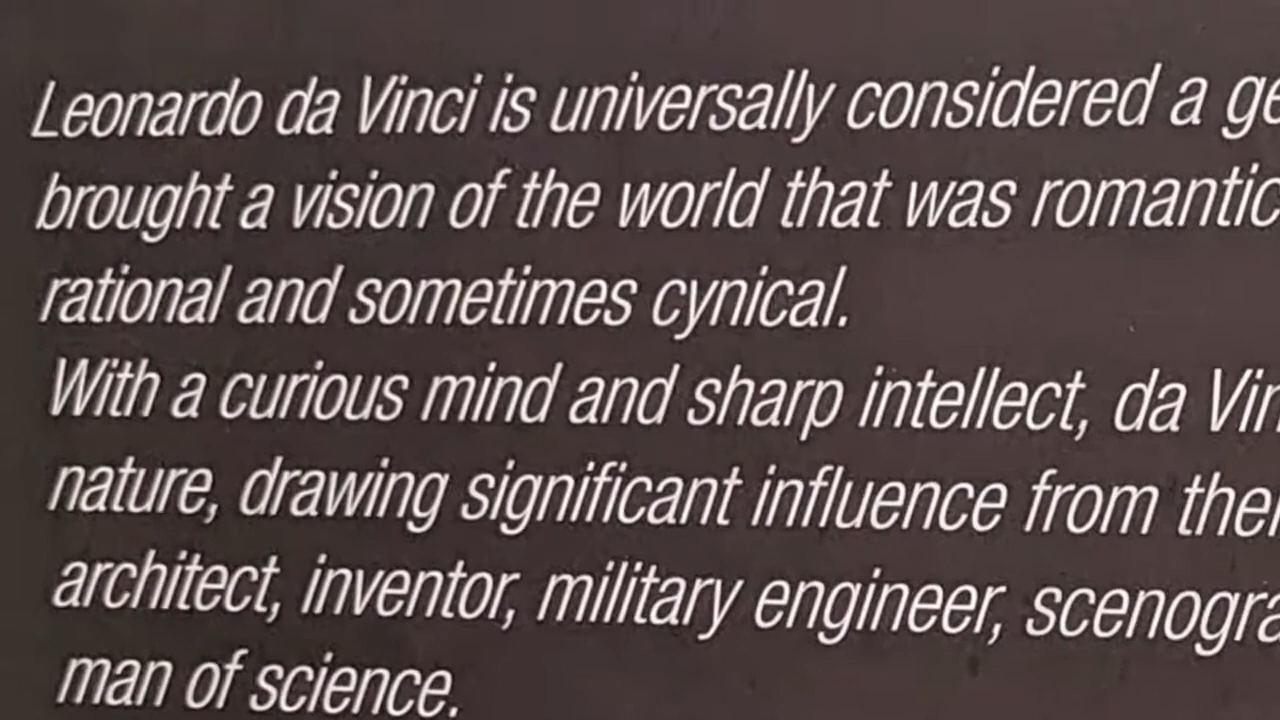 Leonardo da Vinci is universally considered a
brought a vision of the world that was romantic
rational and sometimes cynical.
With a curious mind and sharp intellect, da
nature, drawing significant influence from
architect, inventor, military engineer,
man of science.